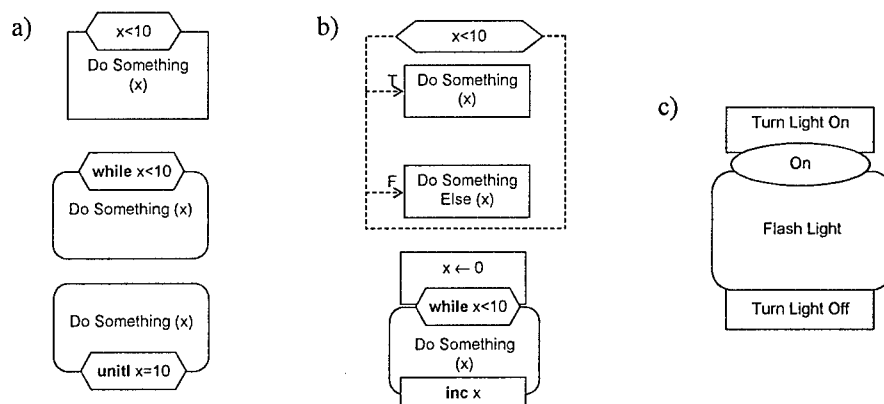 a)
x<10
Do Something
(x)
while x<10
Do Something (x)
Do Something (x)
unitl x=10
b)
x<10
T
Do Something
(x)
F
Do Something
Else (x)
x ← 0
while x<10
Do Something
(x)
inc x
c)
Turn Light On
On
Flash Light
Turn Light Off